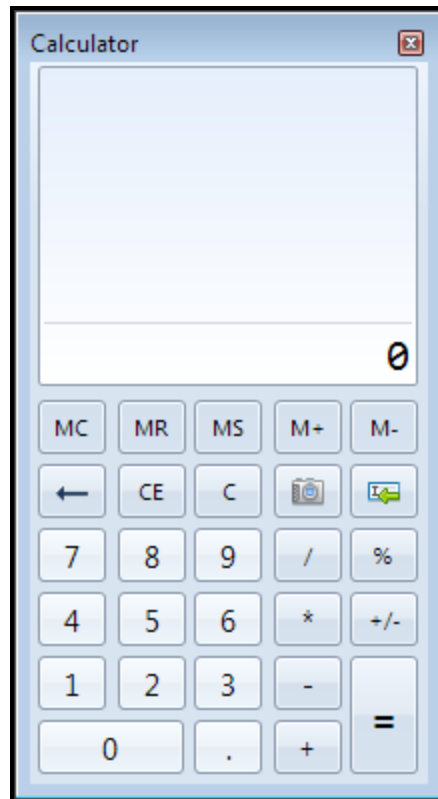 Calculator
0
MC MR MS M+ M-
← CE C
7 8 9 / %
4 5 6 * +/-
1 2 3 -
=
0 . +